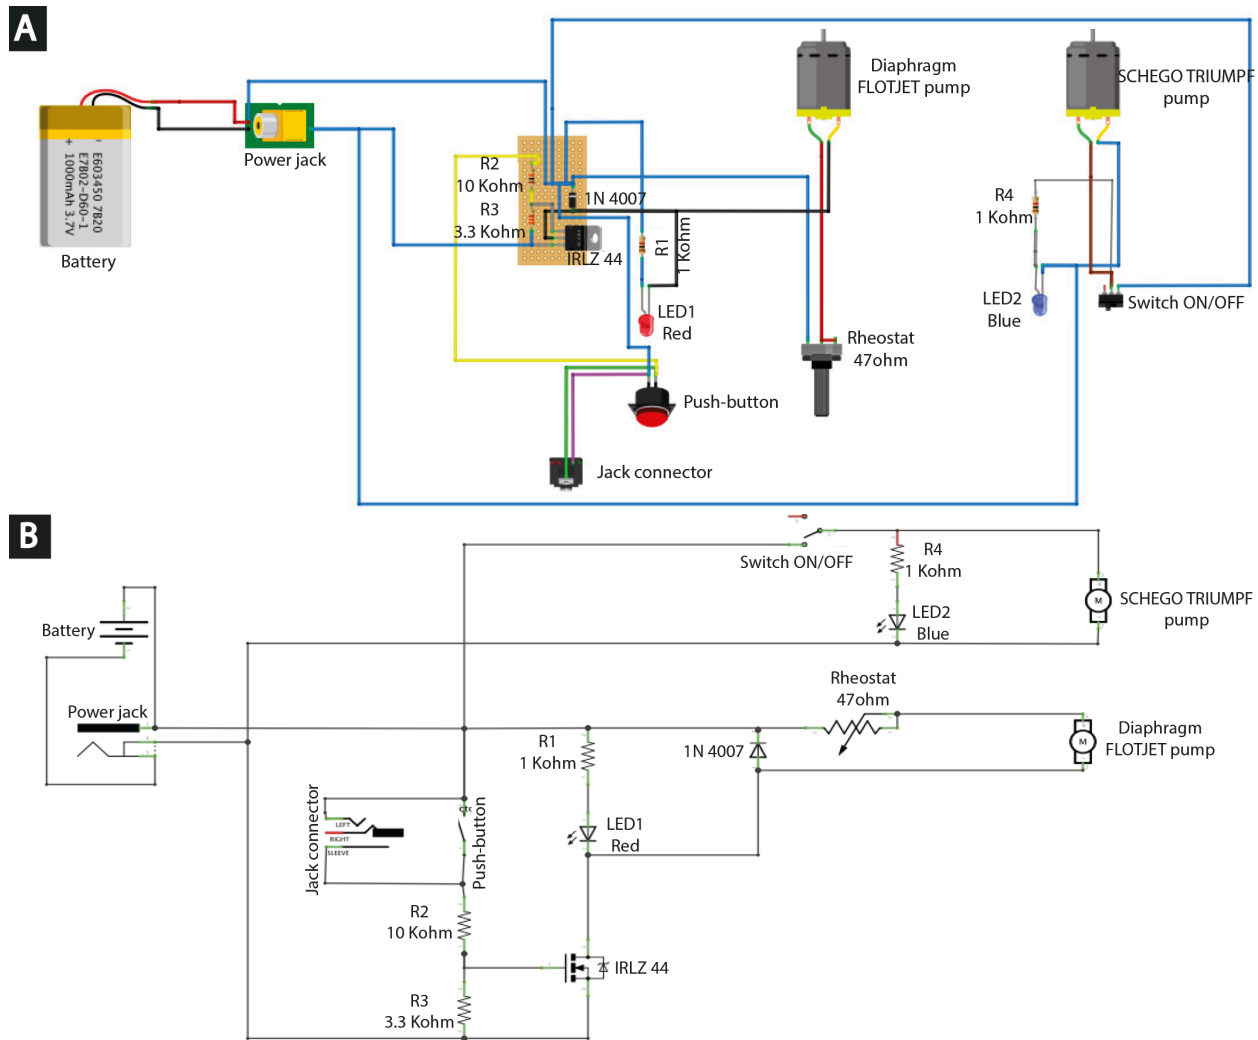 A
Diaphragm
FLOTJET pump
SCHEGO TRIUMPF
pump
E603450 7B20
E7B02-D60-1
1000mAh 3.7V
+
-
Power jack
Battery
R2
10 Kohm
R3
3.3 Kohm
1N 4007
IRLZ 44
R1
1 Kohm
LED1
Red
R4
1 Kohm
LED2
Blue
Switch ON/OFF
Rheostat
47ohm
Push-button
Jack connector
B
Switch ON/OFF
R4
1 Kohm
SCHEGO TRIUMPF
pump
M
LED2
Blue
Battery
Power jack
Rheostat
47ohm
R1
1 Kohm
1N 4007
M
Diaphragm
FLOTJET pump
Jack connector
LEFT
RIGHT
SLEEVE
Push-button
LED1
Red
R2
10 Kohm
IRLZ 44
R3
3.3 Kohm